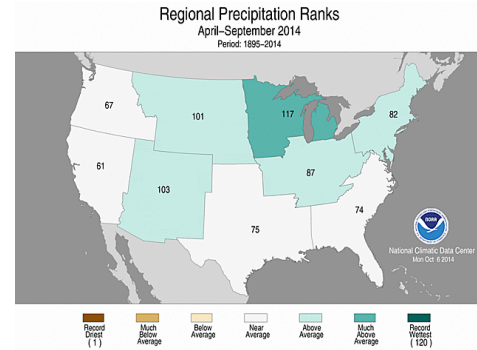 Regional Precipitation Ranks
April–September 2014
Period: 1895–2014
67
101
117
82
61
103
87
75
74
NOAA
National Climatic Data Center
Mon Oct 6 2014
Record
Driest
(1)
Much
Below
Average
Below
Average
Near
Average
Above
Average
Much
Above
Average
Record
Wettest
(120)